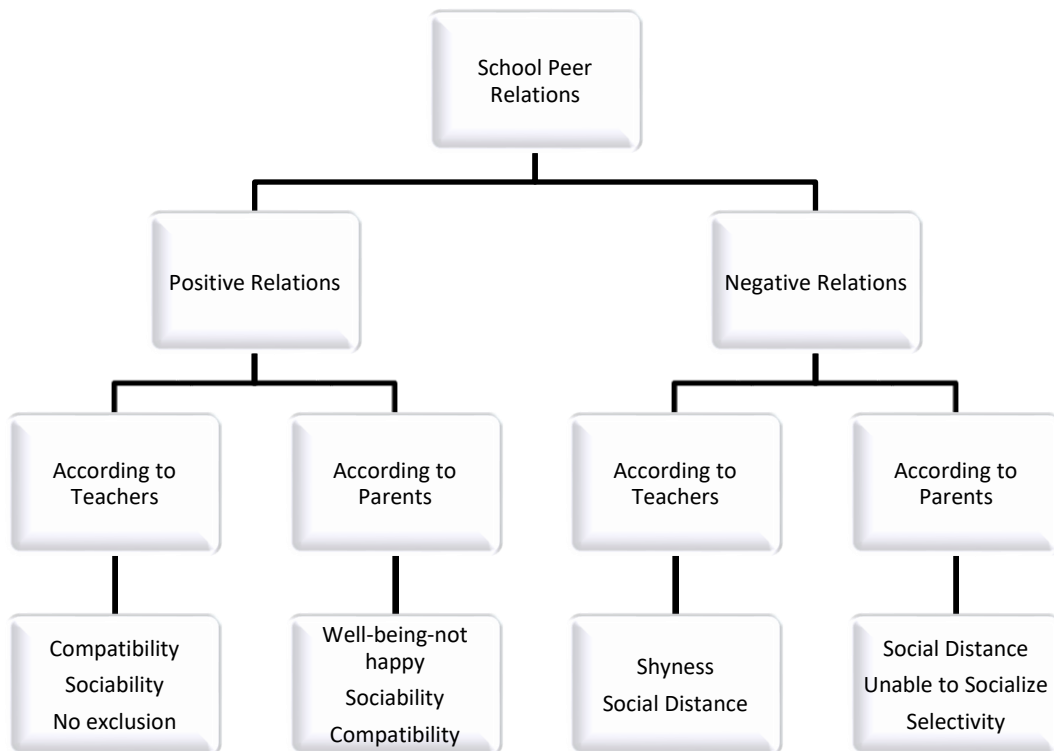 School Peer
Relations
Positive Relations
Negative Relations
According to
Teachers
According to
Parents
According to
Teachers
According to
Parents
Compatibility
Sociability
No exclusion
Well-being-not
happy
Sociability
Compatibility
Shyness
Social Distance
Social Distance
Unable to Socialize
Selectivity